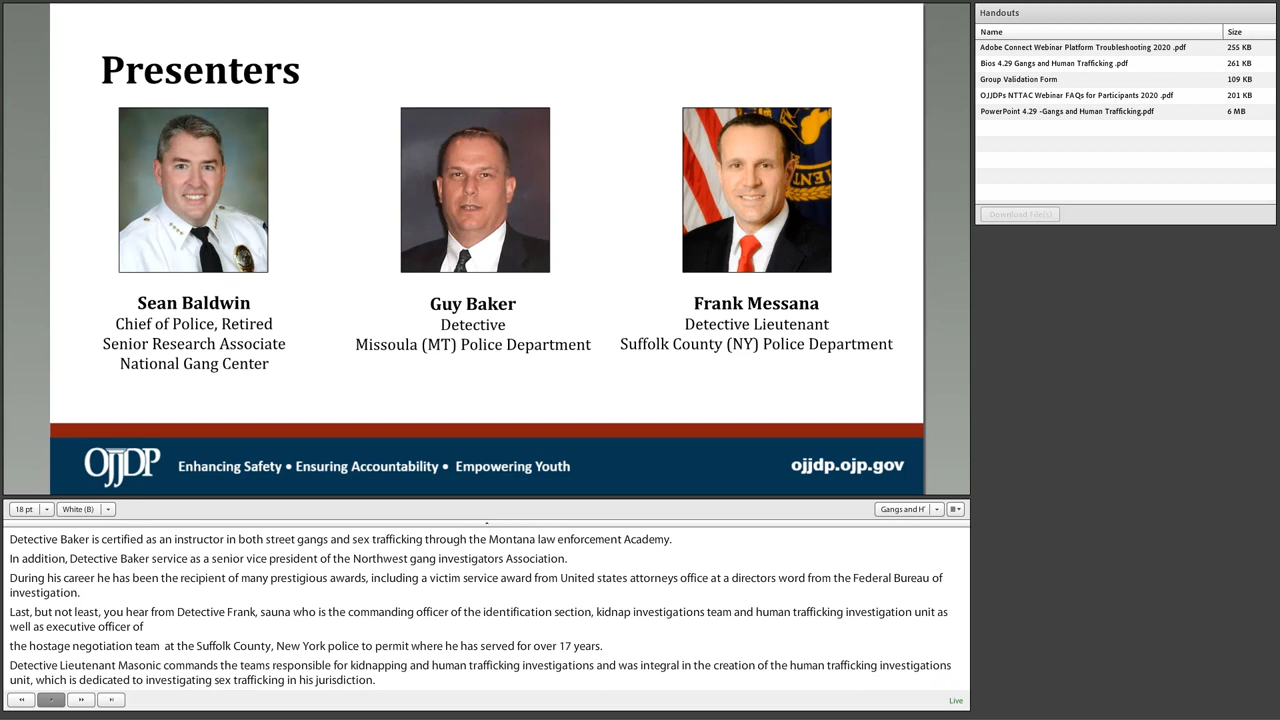 Presenters
Sean Baldwin
Chief of Police, Retired
Senior Research Associate
National Gang Center
Guy Baker
Detective
Missoula (MT) Police Department
Frank Messana
Detective Lieutenant
Suffolk County (NY) Police Department
OJJDP
Enhancing Safety • Ensuring Accountability • Empowering Youth
ojjdp.ojp.gov
Handouts
Name Size
Adobe Connect Webinar Platform Troubleshooting 2020 .pdf 255 KB
Bios 4.29 Gangs and Human Trafficking .pdf 261 KB
Group Validation Form 109 KB
OJJDPs NTTAC Webinar FAQs for Participants 2020 .pdf 201 KB
PowerPoint 4.29 -Gangs and Human Trafficking.pdf 6 MB
Download File(s)
18 pt White (B) Gangs and H'
Detective Baker is certified as an instructor in both street gangs and sex trafficking through the Montana law enforcement Academy.
In addition, Detective Baker service as a senior vice president of the Northwest gang investigators Association.
During his career he has been the recipient of many prestigious awards, including a victim service award from United states attorneys office at a directors word from the Federal Bureau of
investigation.
Last, but not least, you hear from Detective Frank, sauna who is the commanding officer of the identification section, kidnap investigations team and human trafficking investigation unit as
well as executive officer of
the hostage negotiation team at the Suffolk County, New York police to permit where he has served for over 17 years.
Detective Lieutenant Masonic commands the teams responsible for kidnapping and human trafficking investigations and was integral in the creation of the human trafficking investigations
unit, which is dedicated to investigating sex trafficking in his jurisdiction.
Live